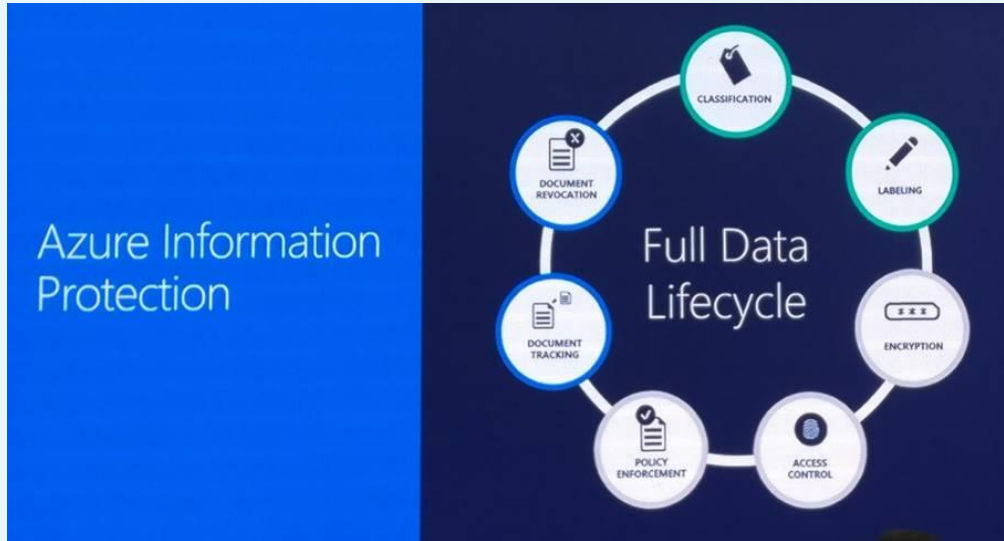 Azure Information
Protection
Full Data
Lifecycle
CLASSIFICATION
LABELING
ENCRYPTION
ACCESS
CONTROL
POLICY
ENFORCEMENT
DOCUMENT
TRACKING
DOCUMENT
REVOCATION